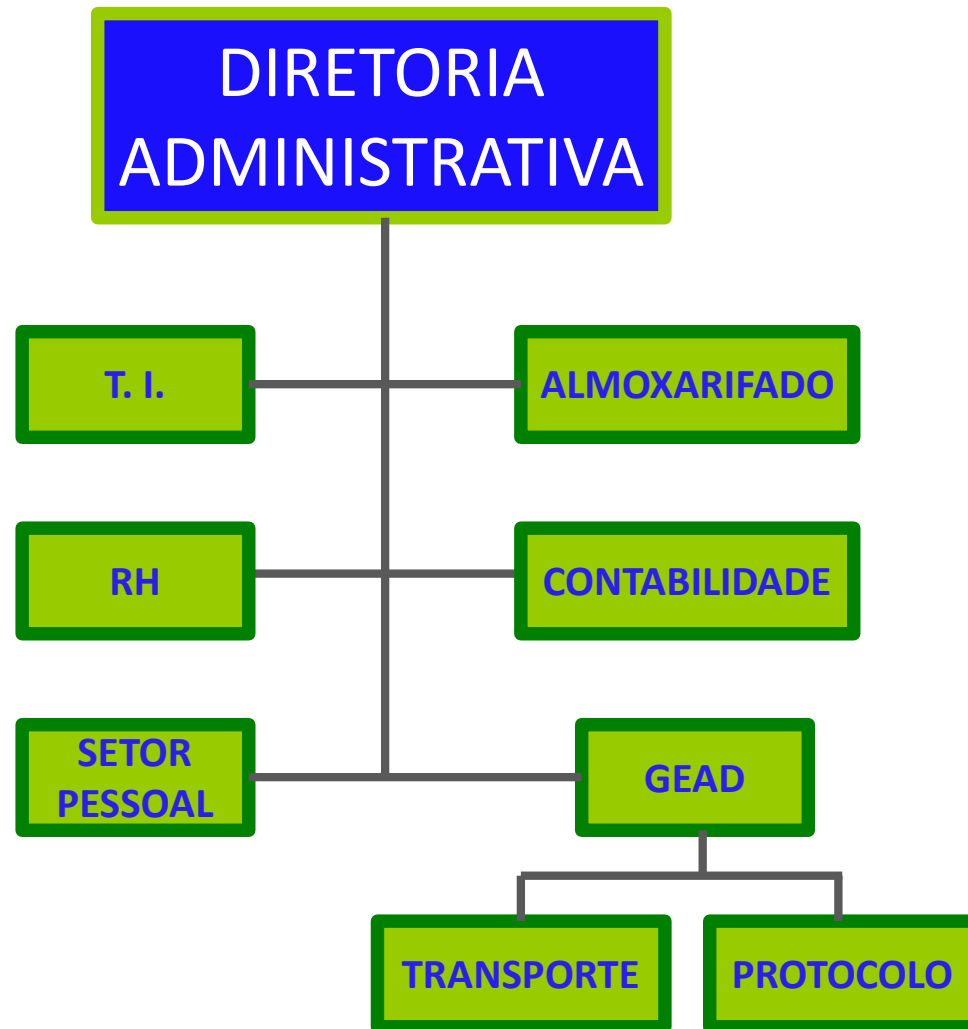 DIRETORIA
ADMINISTRATIVA
T. I.
ALMOXARIFADO
RH
CONTABILIDADE
SETOR
PESSOAL
GEAD
TRANSPORTE
PROTOCOLO